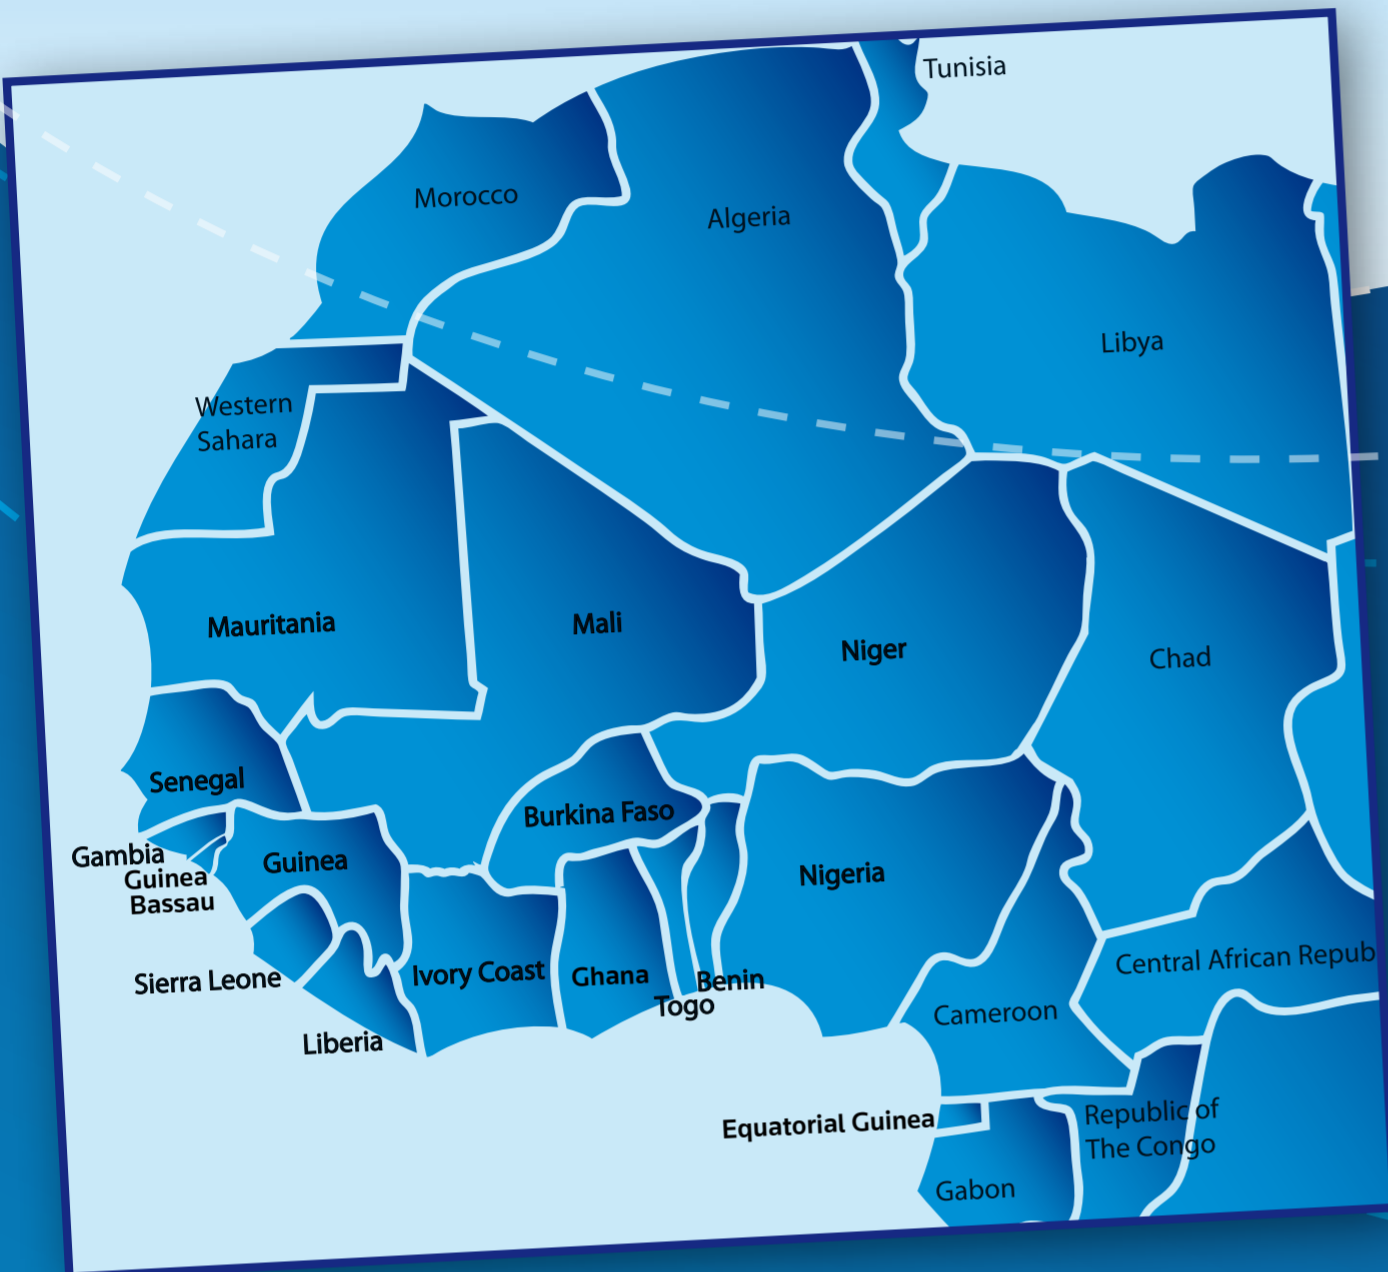 Tunisia
Morocco
Algeria
Libya
Western
Sahara
Mauritania
Mali
Niger
Chad
Senegal
Burkina Faso
Gambia
Guinea
Bassau
Guinea
Nigeria
Sierra Leone
Ivory Coast
Ghana
Benin
Togo
Central African Repub
Liberia
Cameroon
Equatorial Guinea
Republic of
The Congo
Gabon